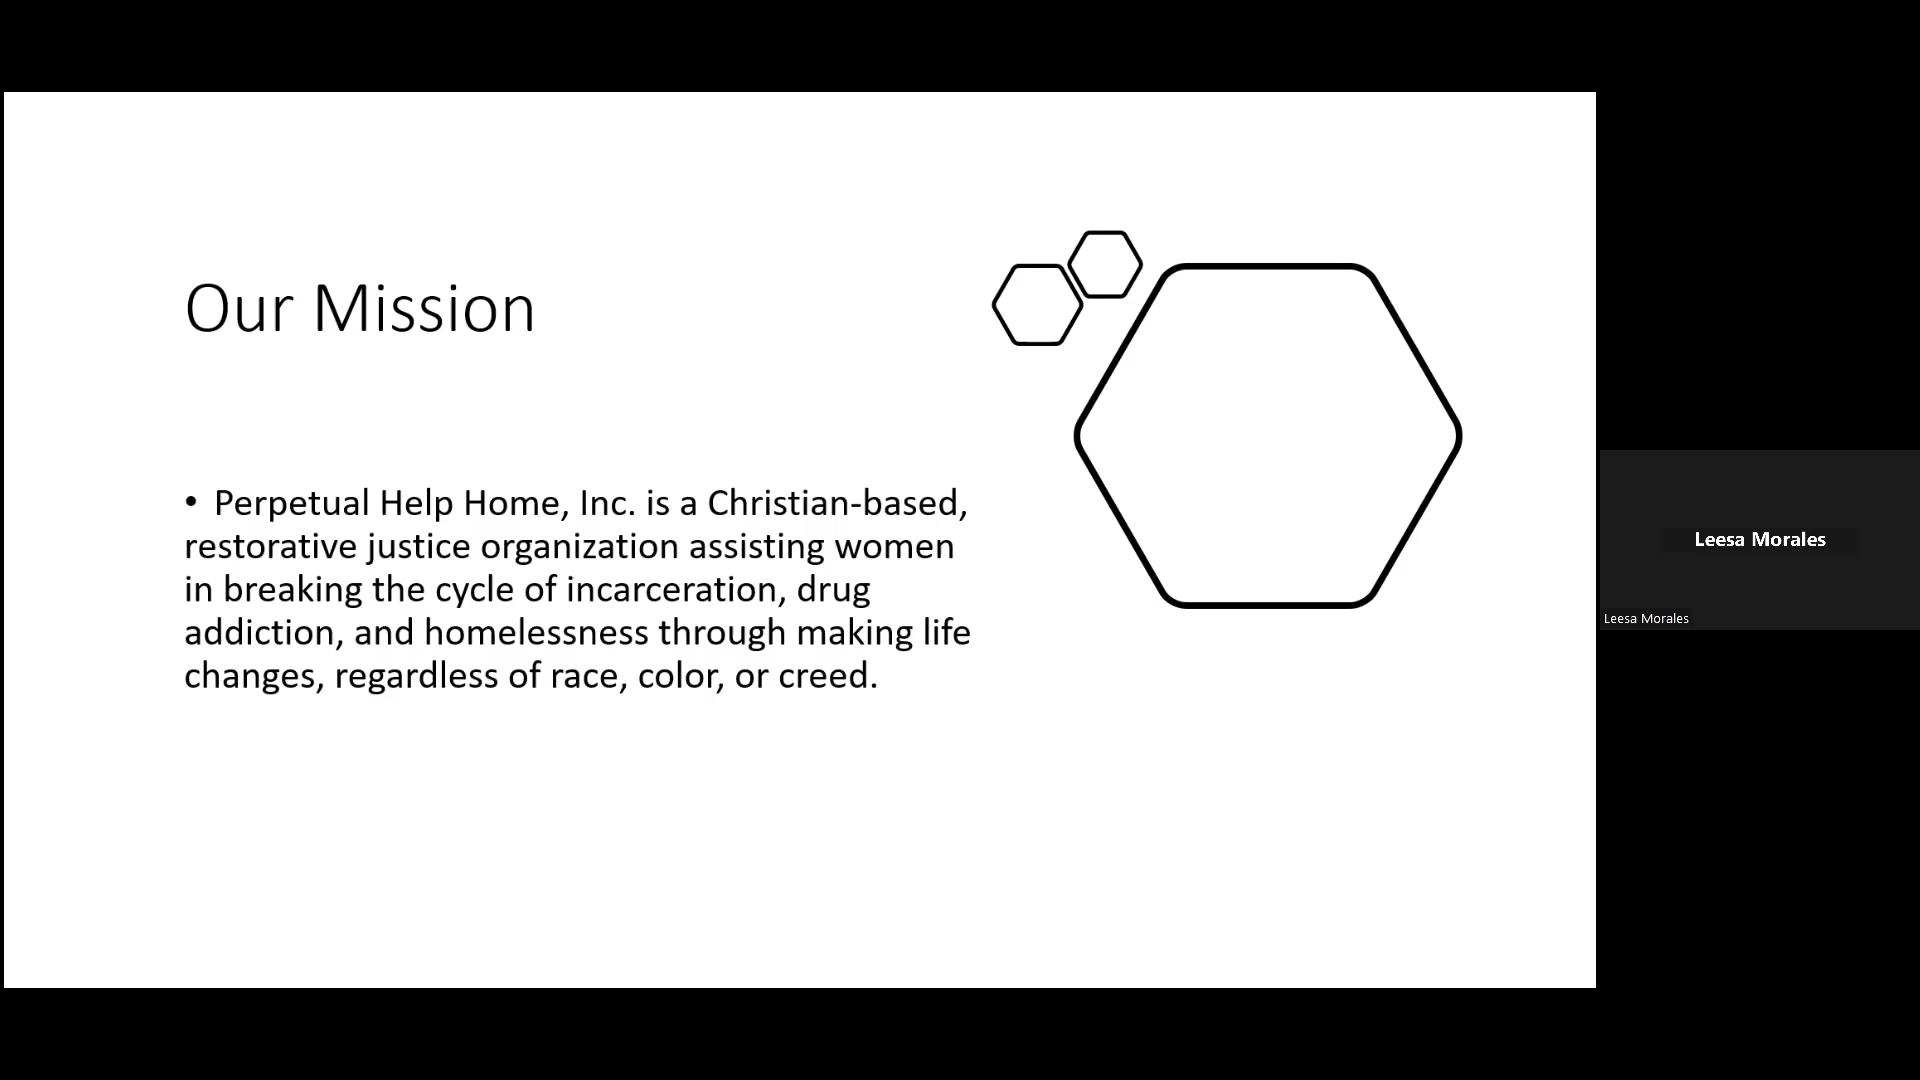 Our Mission
• Perpetual Help Home, Inc. is a Christian-based,
restorative justice organization assisting women
in breaking the cycle of incarceration, drug
addiction, and homelessness through making life
changes, regardless of race, color, or creed.
Leesa Morales
Leesa Morales